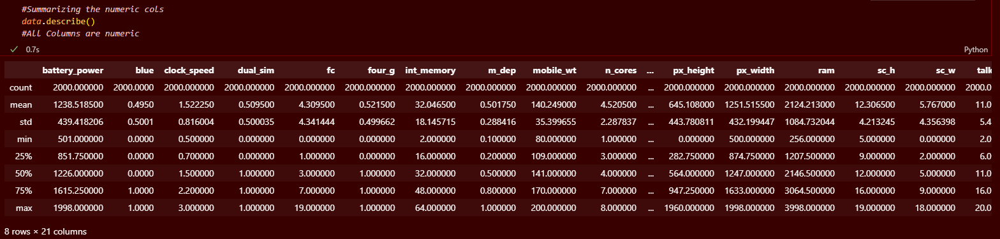 #Summarizing the numeric cols
data.describe()
#All Columns are numeric
✓ 0.7s Python
battery_power blue clock_speed dual_sim fc four_g int_memory m_dep mobile_wt n_cores ... px_height px_width ram sc_h sc_w talk
count 2000.000000 2000.0000 2000.000000 2000.000000 2000.000000 2000.000000 2000.000000 2000.000000 2000.000000 2000.000000 ... 2000.000000 2000.000000 2000.000000 2000.000000 2000.000000 2000.0
mean 1238.518500 0.4950 1.522250 0.509500 4.309500 0.521500 32.046500 0.501750 140.249000 4.520500 ... 645.108000 1251.515500 2124.213000 12.306500 5.767000 11.0
std 439.418206 0.5001 0.816004 0.500035 4.341444 0.499662 18.145715 0.288416 35.399655 2.287837 ... 443.780811 432.199447 1084.732044 4.213245 4.356398 5.4
min 501.000000 0.0000 0.500000 0.000000 0.000000 0.000000 2.000000 0.100000 80.000000 1.000000 ... 0.000000 500.000000 256.000000 5.000000 0.000000 2.0
25% 851.750000 0.0000 0.700000 0.000000 1.000000 0.000000 16.000000 0.200000 109.000000 3.000000 ... 282.750000 874.750000 1207.500000 9.000000 2.000000 6.0
50% 1226.000000 0.0000 1.500000 1.000000 3.000000 1.000000 32.000000 0.500000 141.000000 4.000000 ... 564.000000 1247.000000 2146.500000 12.000000 5.000000 11.0
75% 1615.250000 1.0000 2.200000 1.000000 7.000000 1.000000 48.000000 0.800000 170.000000 7.000000 ... 947.250000 1633.000000 3064.500000 16.000000 9.000000 16.0
max 1998.000000 1.0000 3.000000 1.000000 19.000000 1.000000 64.000000 1.000000 200.000000 8.000000 ... 1960.000000 1998.000000 3998.000000 19.000000 18.000000 20.0
8 rows × 21 columns